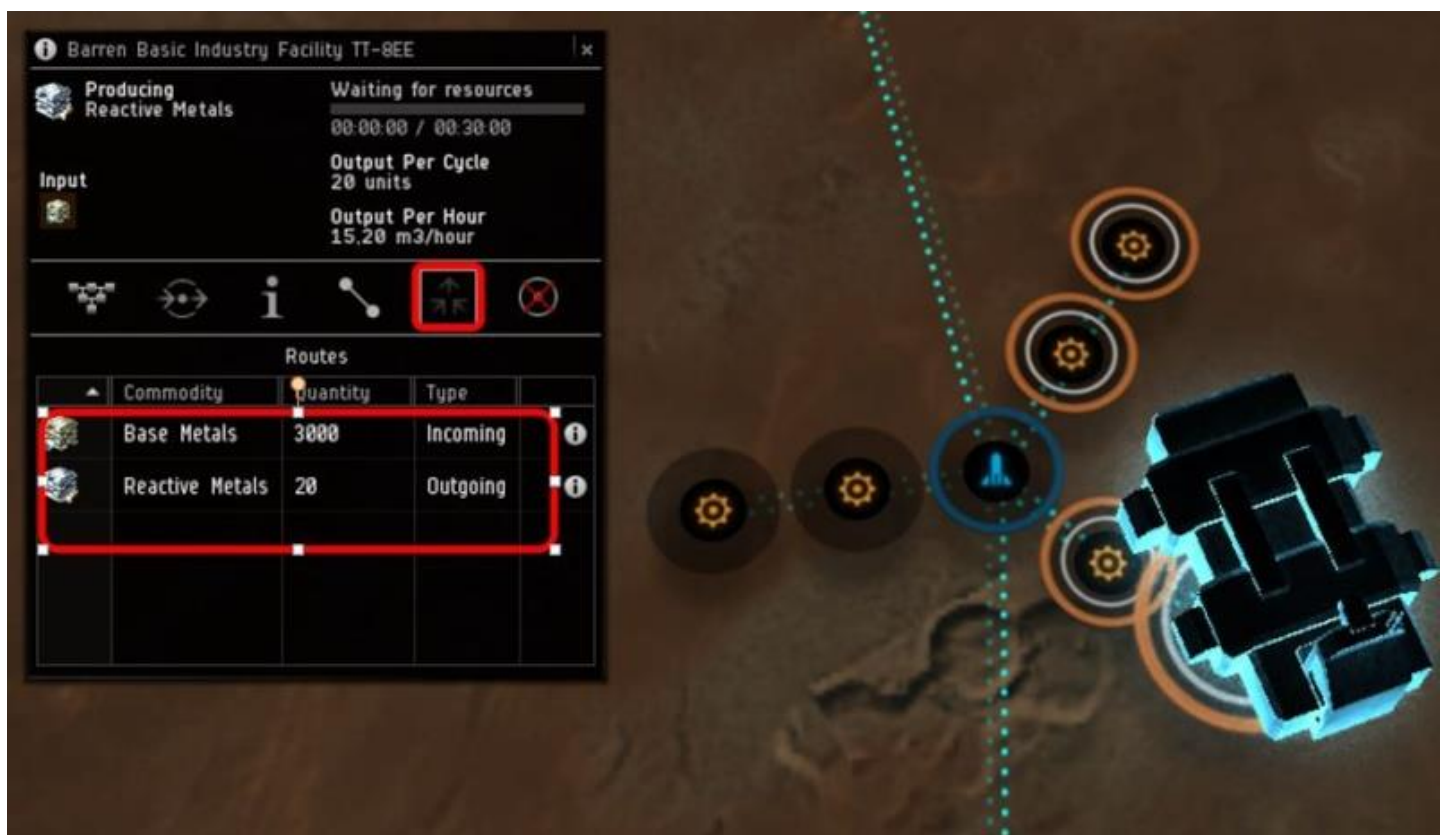 Barren Basic Industry Facility TT-8EE
Producing
Reactive Metals
Waiting for resources
00:00:00 / 00:30:00
Output Per Cycle
20 units
Input
Output Per Hour
15,20 m3/hour
Routes
Commodity Quantity Type
Base Metals 3000 Incoming
Reactive Metals 20 Outgoing